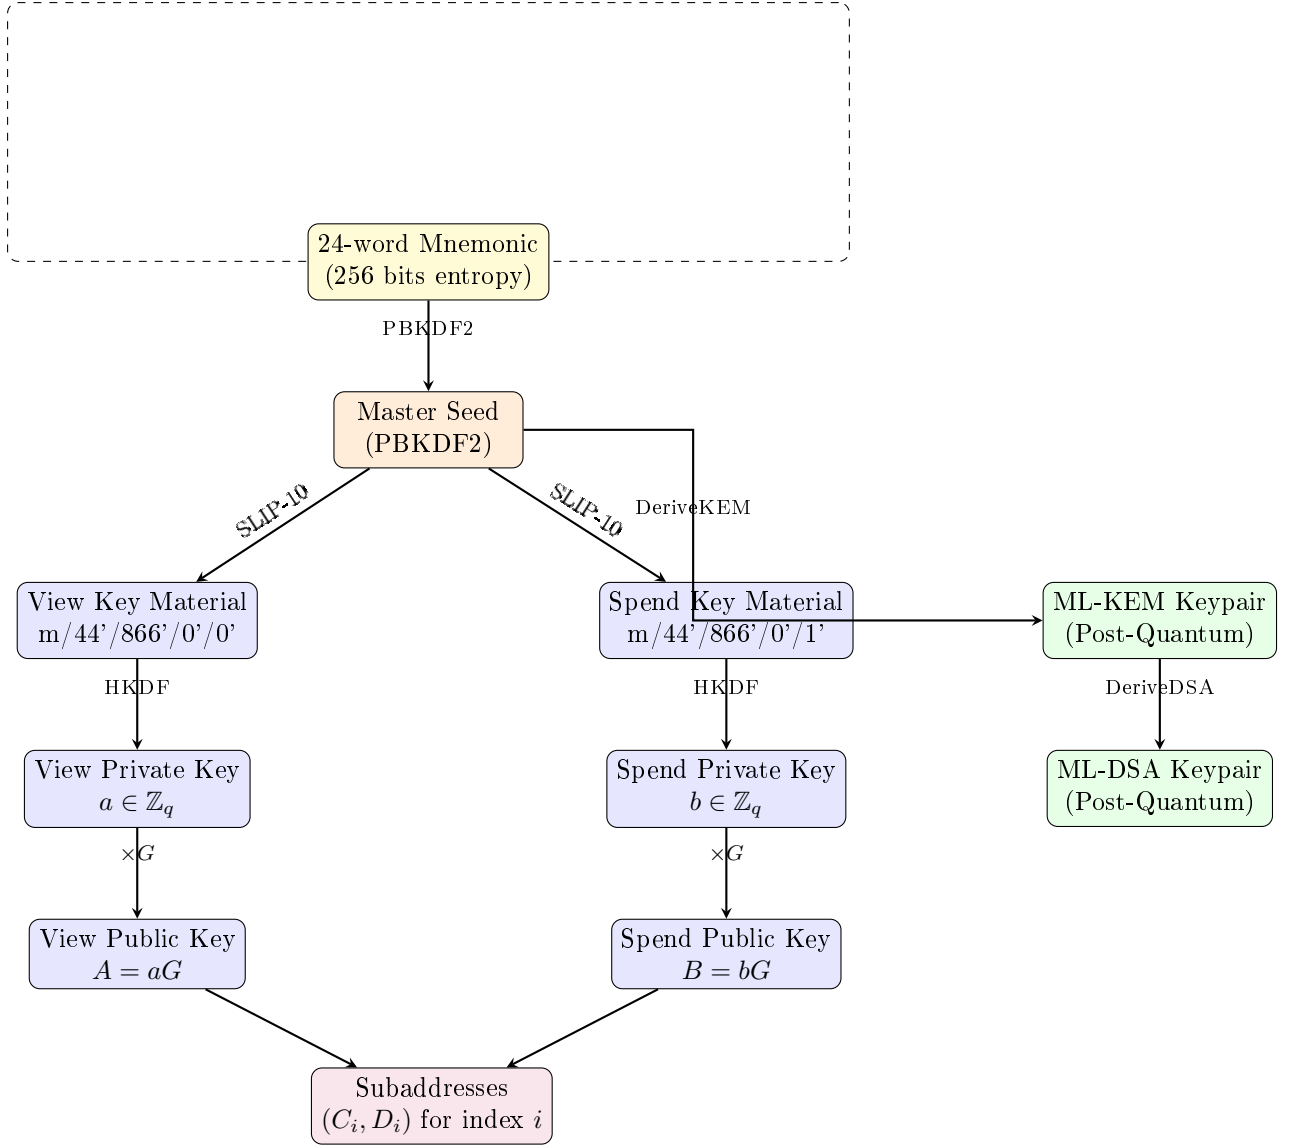 24-word Mnemonic
(256 bits entropy)
PBKDF2
Master Seed
(PBKDF2)
SLIP-10
SLIP-10
DeriveKEM
View Key Material
m/44'/866'/0'/0'
Spend Key Material
m/44'/866'/0'/1'
ML-KEM Keypair
(Post-Quantum)
HKDF
HKDF
DeriveDSA
View Private Key
a ∈ ℤ_q
Spend Private Key
b ∈ ℤ_q
ML-DSA Keypair
(Post-Quantum)
×G
×G
View Public Key
A = aG
Spend Public Key
B = bG
Subaddresses
(C_i, D_i) for index i